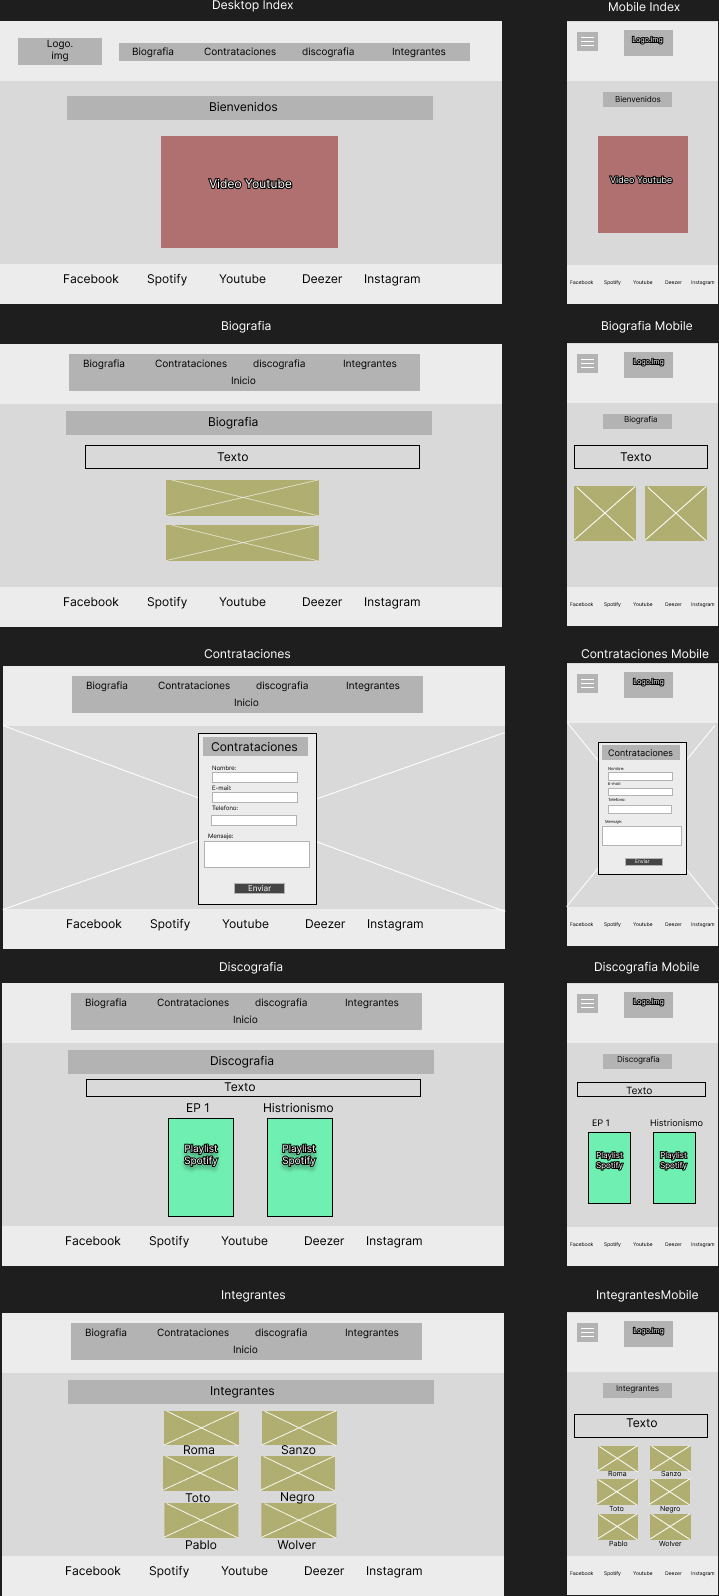 Desktop Index
Logo.
img
Biografia Contrataciones discografia Integrantes
Bienvenidos
Video Youtube
Facebook Spotify Youtube Deezer Instagram
Mobile Index
Logo.img
Bienvenidos
Video Youtube
Facebook Spotify Youtube Deezer Instagram
Biografia
Biografia Contrataciones discografia Integrantes
Inicio
Biografia
Texto
Facebook Spotify Youtube Deezer Instagram
Biografia Mobile
Logo.img
Biografia
Texto
Facebook Spotify Youtube Deezer Instagram
Contrataciones
Biografia Contrataciones discografia Integrantes
Inicio
Contrataciones
Nombre:
E-mail:
Telefono:
Mensaje:
Enviar
Facebook Spotify Youtube Deezer Instagram
Contrataciones Mobile
Logo.img
Contrataciones
Nombre:
E-mail:
Telefono:
Mensaje:
Enviar
Facebook Spotify Youtube Deezer Instagram
Discografia
Biografia Contrataciones discografia Integrantes
Inicio
Discografia
Texto
EP 1 Histrionismo
Playlist Playlist
Spotify Spotify
Facebook Spotify Youtube Deezer Instagram
Discografia Mobile
Logo.img
Discografia
Texto
EP 1 Histrionismo
Playlist Playlist
Spotify Spotify
Facebook Spotify Youtube Deezer Instagram
Integrantes
Biografia Contrataciones discografia Integrantes
Inicio
Integrantes
Roma Sanzo
Toto Negro
Pablo Wolver
Facebook Spotify Youtube Deezer Instagram
IntegrantesMobile
Logo.img
Integrantes
Texto
Roma Sanzo
Toto Negro
Pablo Wolver
Facebook Spotify Youtube Deezer Instagram